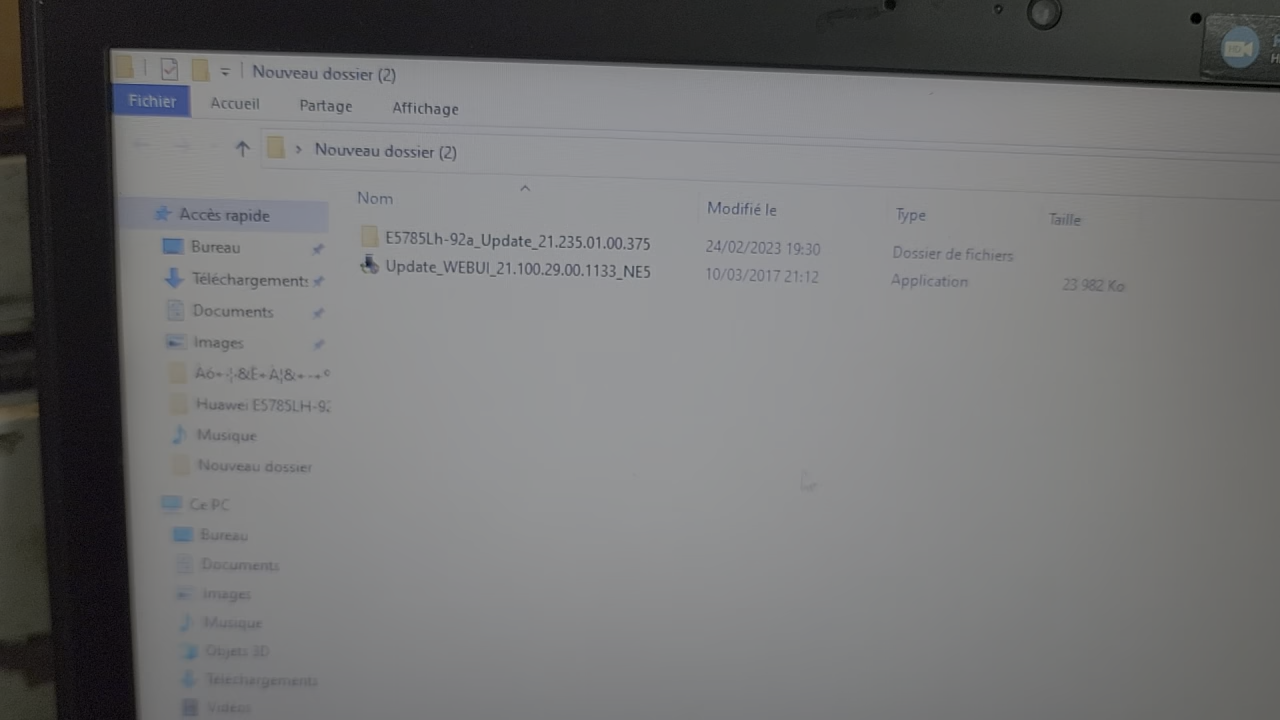 Nouveau dossier (2)
Fichier Accueil Partage Affichage
Nouveau dossier (2)
Nom Modifié le Type Taille
E5785Lh-92a_Update_21.235.01.00.375 24/02/2023 19:30 Dossier de fichiers
Update_WEBUI_21.100.29.00.1133_NE5 10/03/2017 21:12 Application 23 982 Ko
Accès rapide
Bureau
Téléchargement:
Documents
Images
Huawei E5785LH-92
Musique
Nouveau dossier
Ce PC
Bureau
Documents
Images
Musique
Objets 3D
Téléchargements
Vidéos
HD